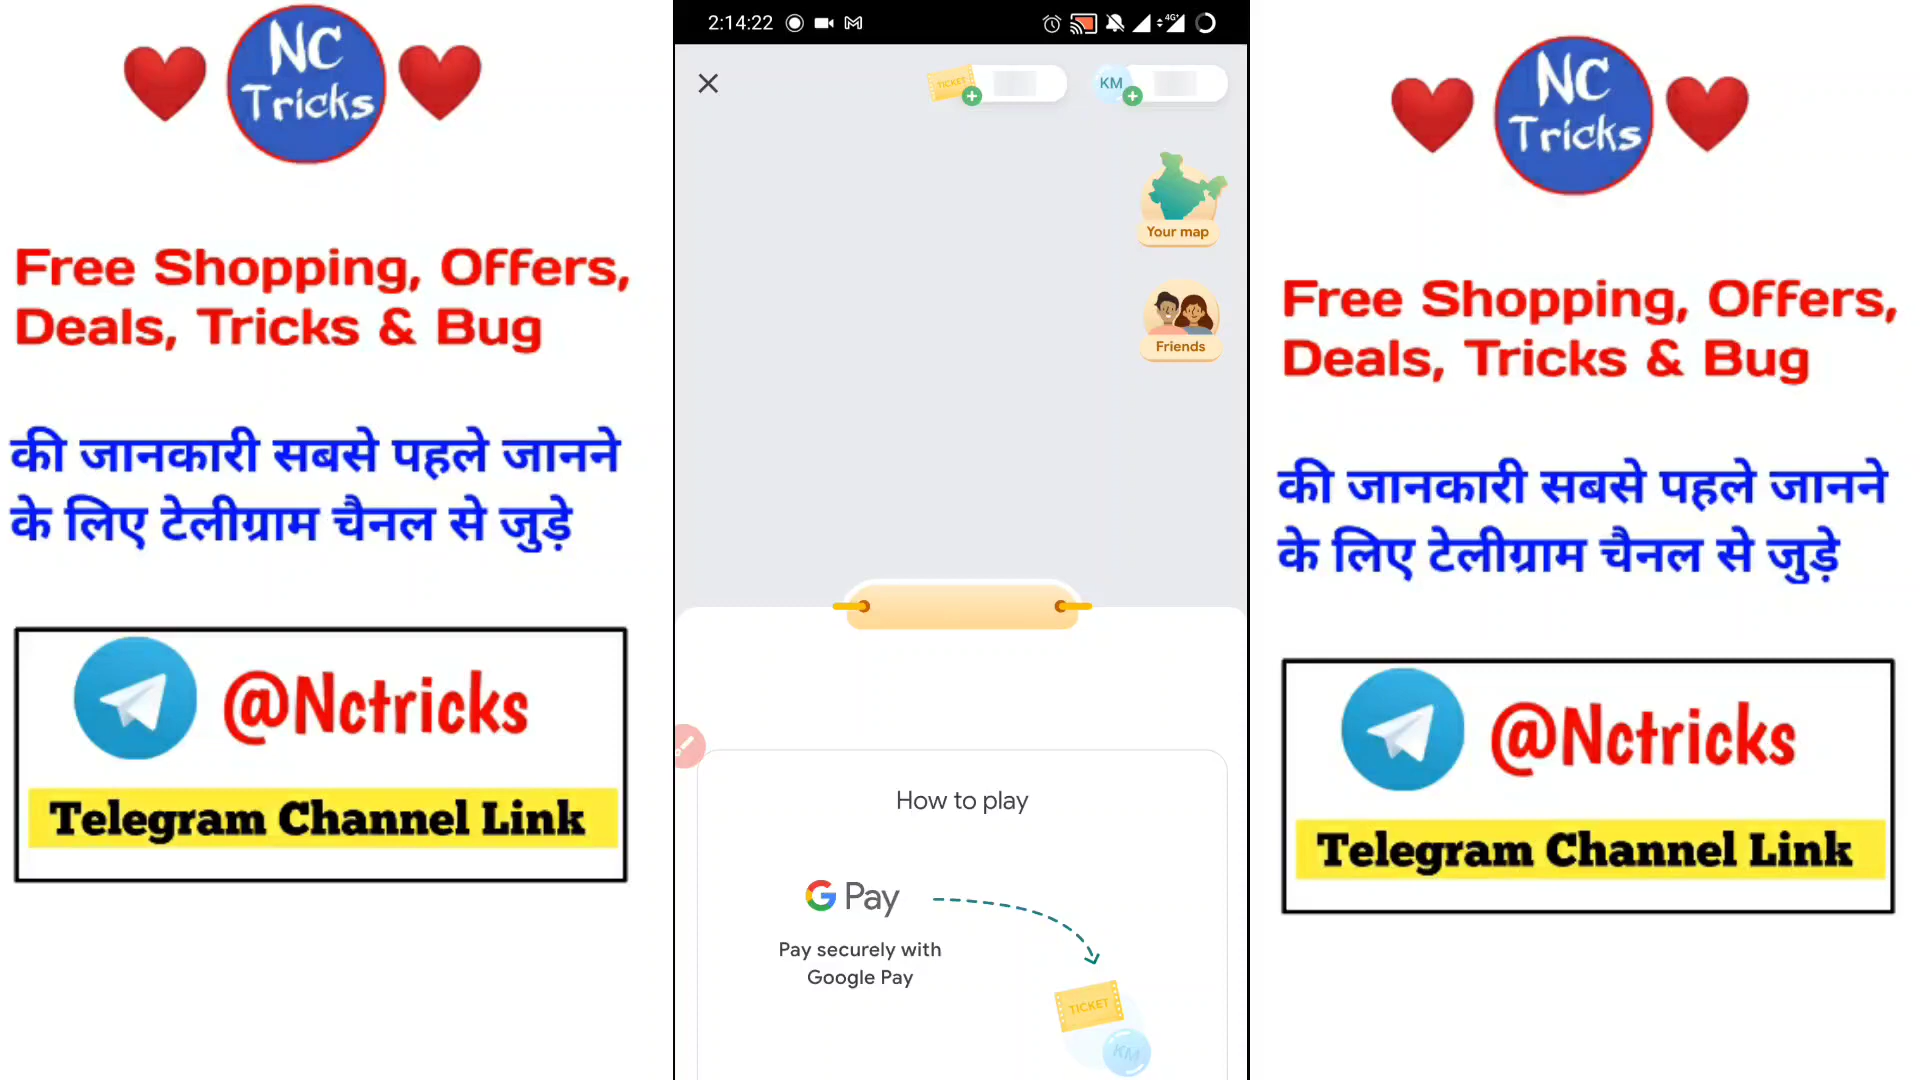 NC
Tricks
Free Shopping, Offers,
Deals, Tricks & Bug
की जानकारी सबसे पहले जानने
के लिए टेलीग्राम चैनल से जुड़े
@Nctricks
Telegram Channel Link
2:14:22
4G+
TICKET
KM
Your map
Friends
How to play
G Pay
Pay securely with
Google Pay
TICKET
KM
NC
Tricks
Free Shopping, Offers,
Deals, Tricks & Bug
की जानकारी सबसे पहले जानने
के लिए टेलीग्राम चैनल से जुड़े
@Nctricks
Telegram Channel Link